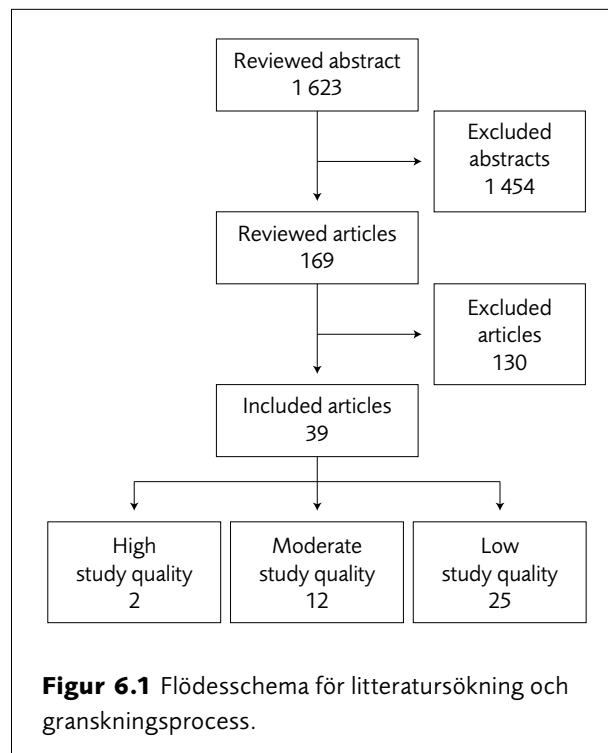 Reviewed abstract
1 623
Excluded
abstracts
1 454
Reviewed articles
169
Excluded
articles
130
Included articles
39
High
study quality
2
Moderate
study quality
12
Low
study quality
25
Figur 6.1 Flödesschema för litteratursökning och
granskningsprocess.